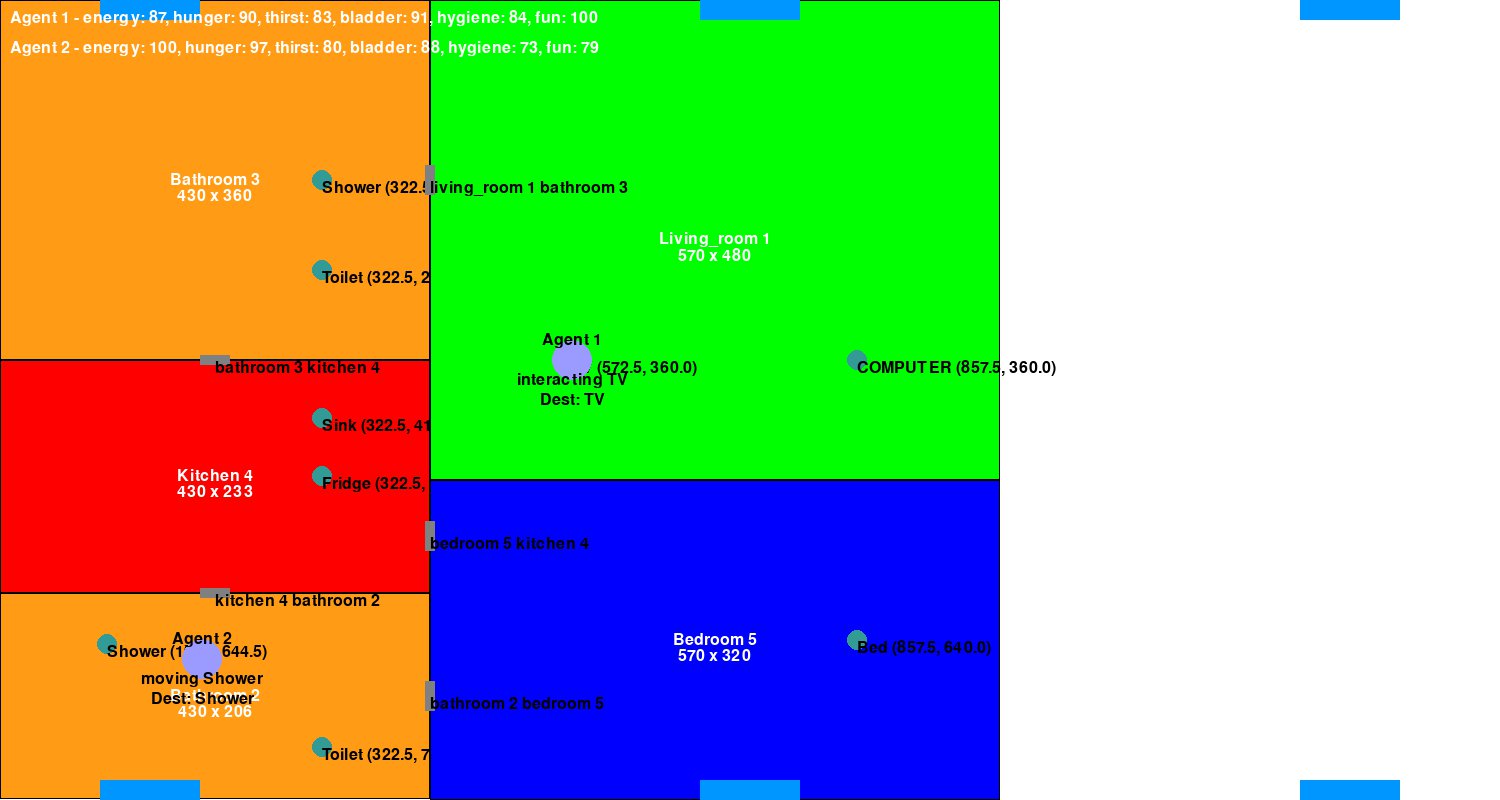 Agent 1 - energy: 87, hunger: 90, thirst: 83, bladder: 91, hygiene: 84, fun: 100
Agent 2 - energy: 100, hunger: 97, thirst: 80, bladder: 88, hygiene: 73, fun: 79
Bathroom 3
430 x 360
Shower (322.5
living_room 1 bathroom 3
Toilet (322.5, 2
Living_room 1
570 x 480
Agent 1
(572.5, 360.0)
interacting TV
Dest: TV
COMPUTER (857.5, 360.0)
bathroom 3 kitchen 4
Sink (322.5, 41
Kitchen 4
430 x 233
Fridge (322.5,
bedroom 5 kitchen 4
kitchen 4 bathroom 2
Agent 2
Shower (1 644.5)
moving Shower
Dest: Shower
Bathroom 2
430 x 206
Bedroom 5
570 x 320
Bed (857.5, 640.0)
bathroom 2 bedroom 5
Toilet (322.5, 7